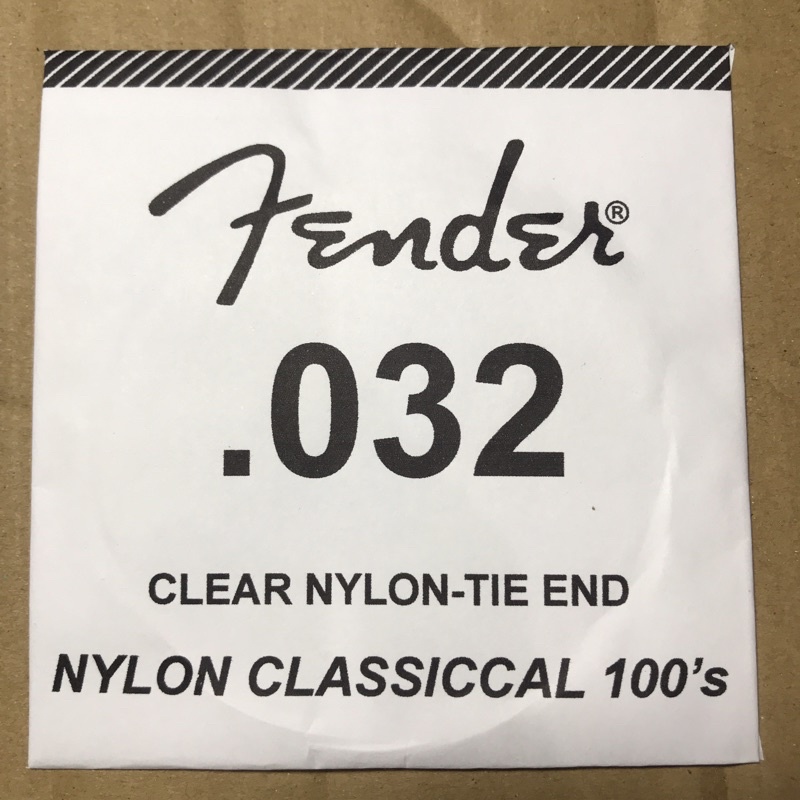 Fender®
.032
CLEAR NYLON-TIE END
NYLON CLASSICCAL 100's